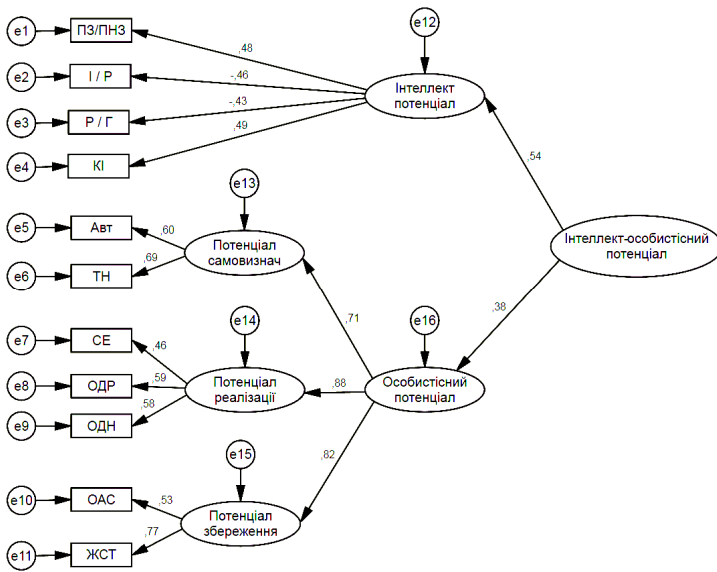 e12
e1
ПЗ/ПНЗ
,48
e2
І / Р
-,46
Інтеллект
потенціал
e3
Р / Г
-,43
e4
КІ
,49
,54
e13
e5
Авт
,60
Потенціал
самовизнач
e6
ТН
,69
Інтеллект-особистісний
потенціал
,71
,38
e14
e16
e7
СЕ
,46
e8
ОДР
,59
Потенціал
реалізації
,88
Особистісний
потенціал
e9
ОДН
,58
e15
,82
e10
ОАС
,53
Потенціал
збереження
e11
ЖСТ
,77